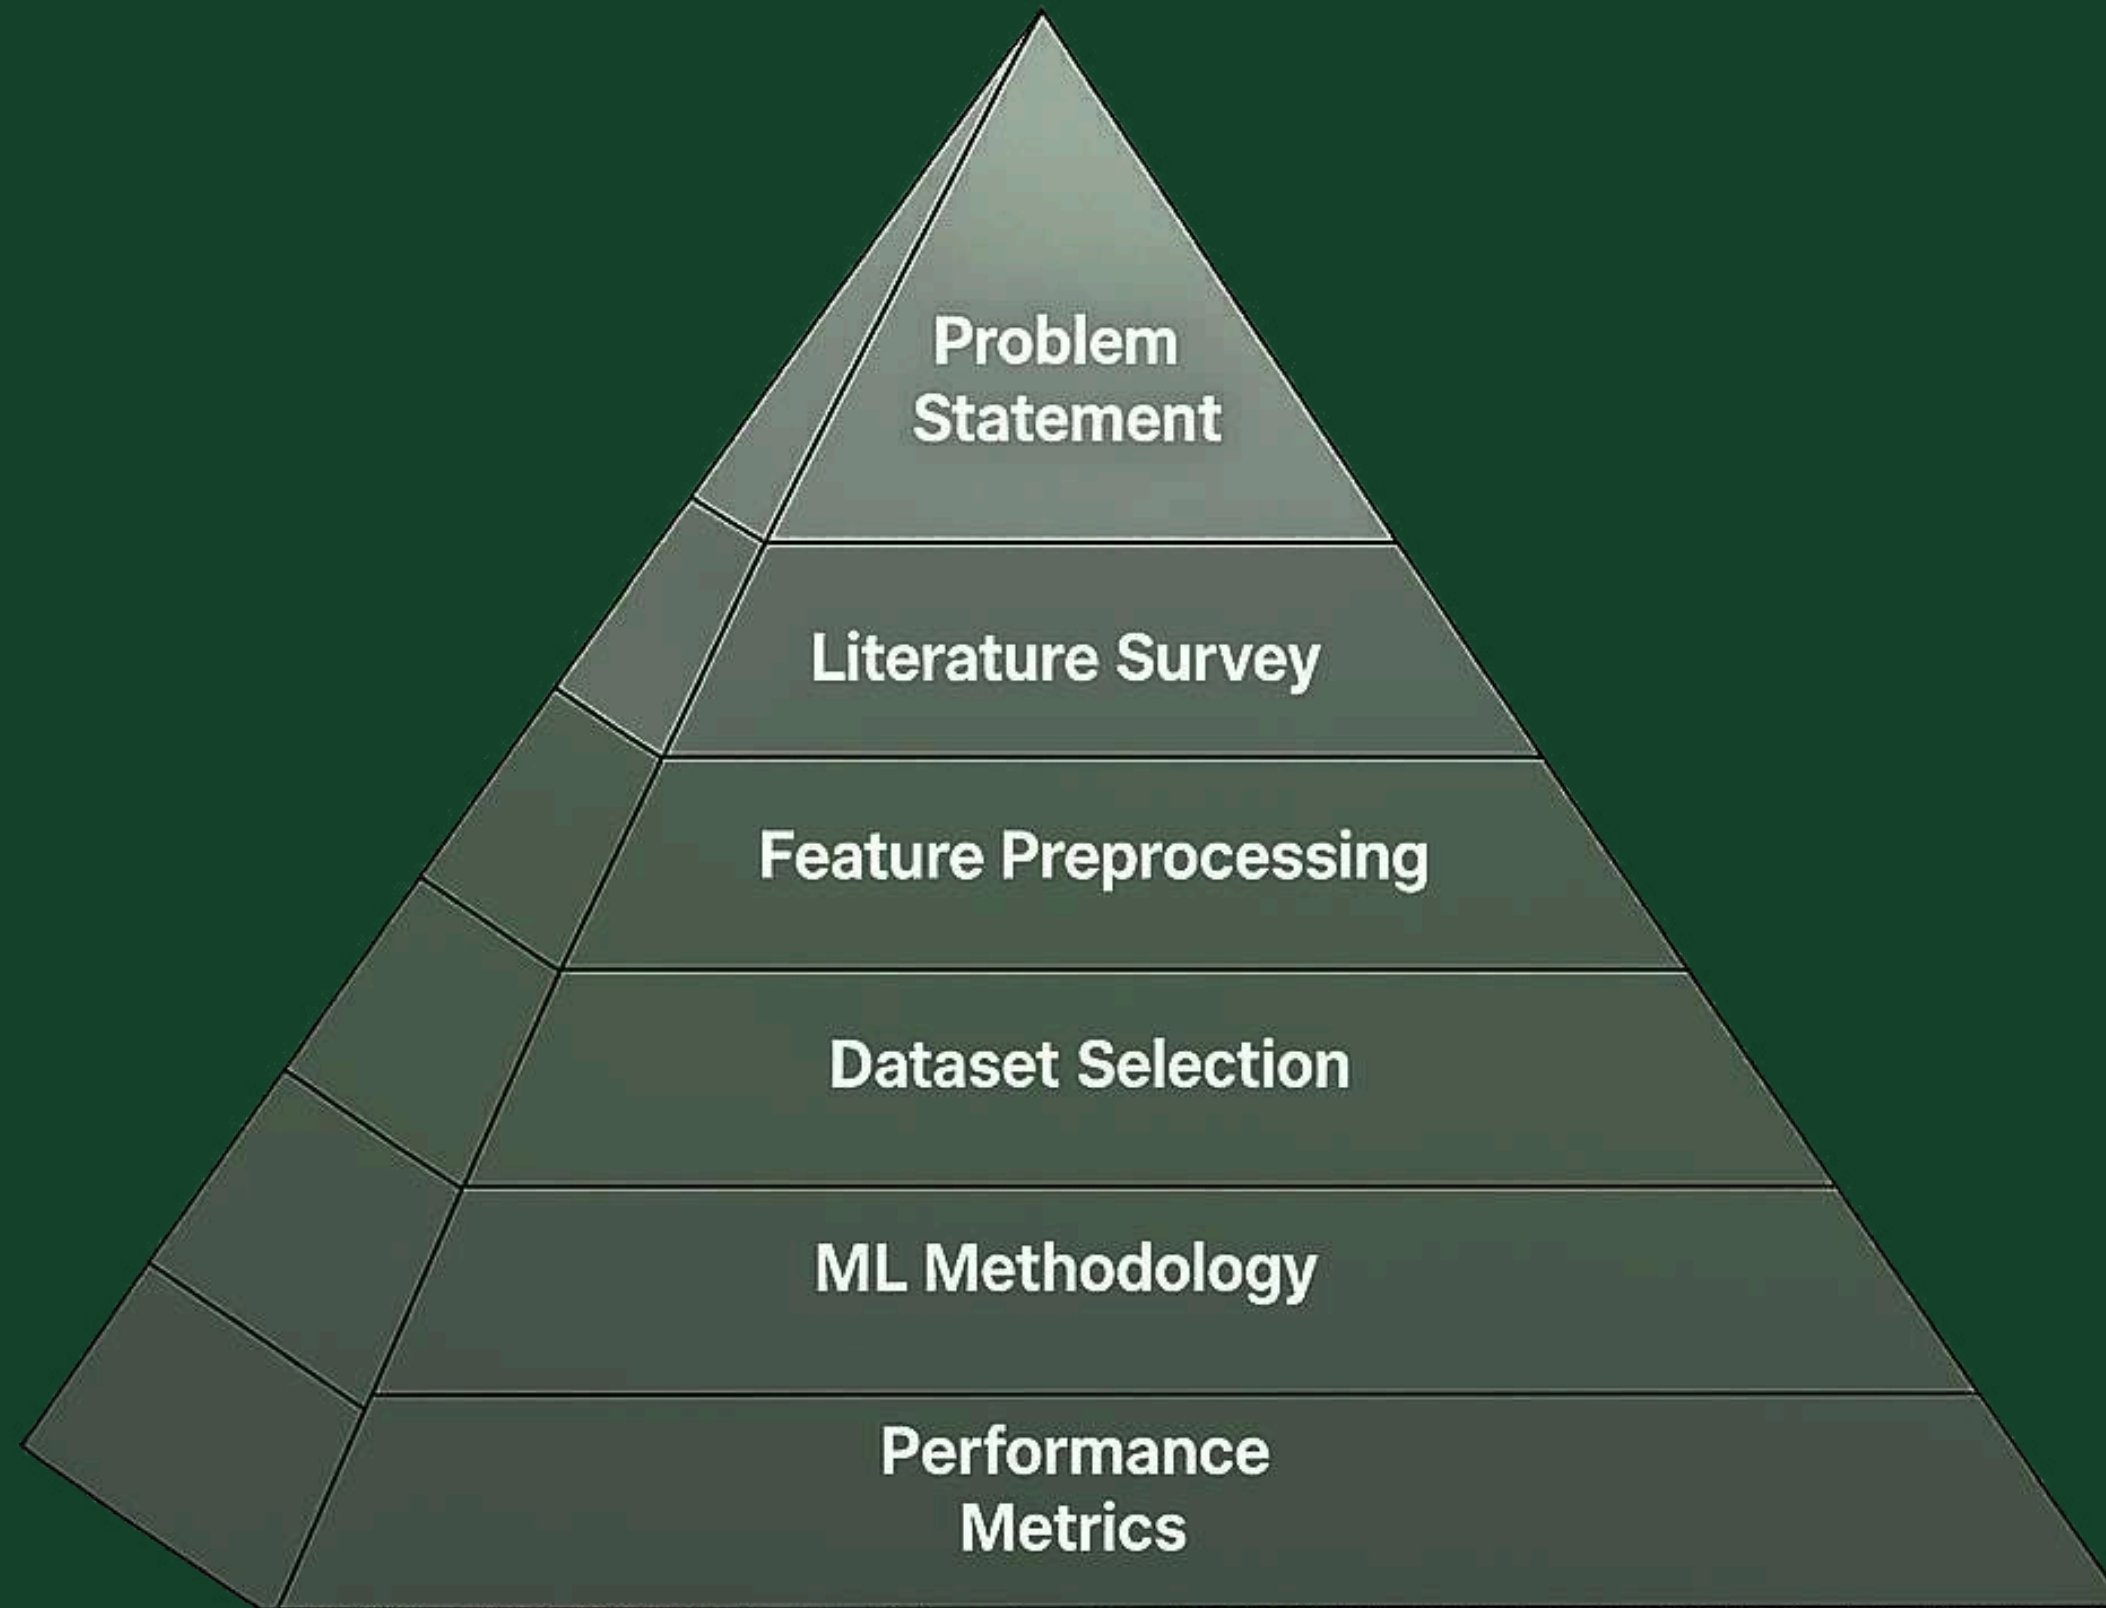 Problem
Statement
Literature Survey
Feature Preprocessing
Dataset Selection
ML Methodology
Performance
Metrics